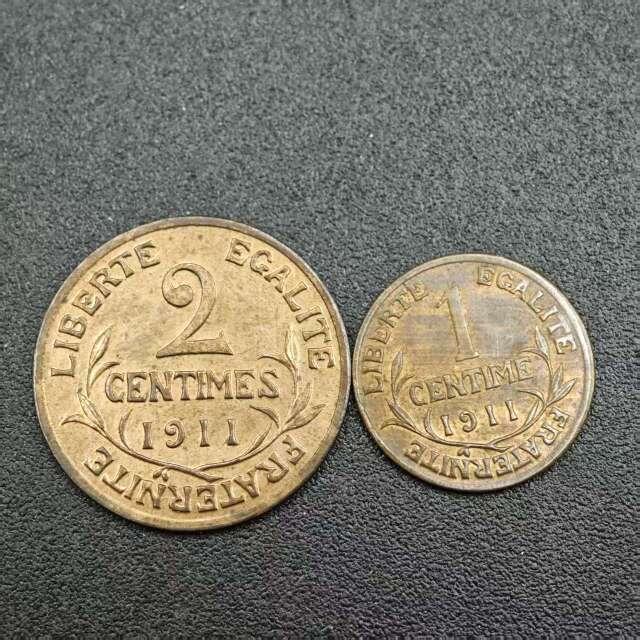 LIBERTE EGALITE FRATERNITE
2
CENTIMES
1911
LIBERTE EGALITE FRATERNITE
1
CENTIME
1911